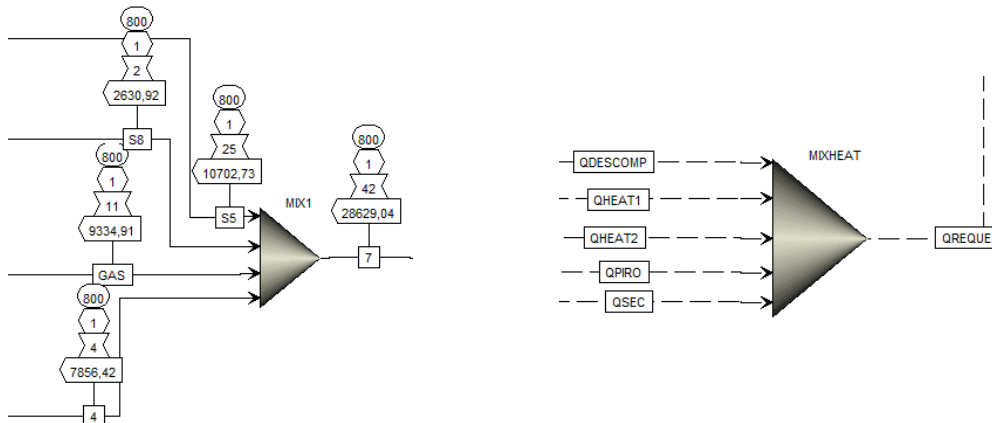 800
1
2
2630,92
S8
800
1
25
10702,73
S5
800
1
11
9334,91
GAS
800
1
4
7856,42
4
MIX1
800
1
42
28629,04
7
QDESCOMP
QHEAT1
QHEAT2
QPIRO
QSEC
MIXHEAT
QREQUE